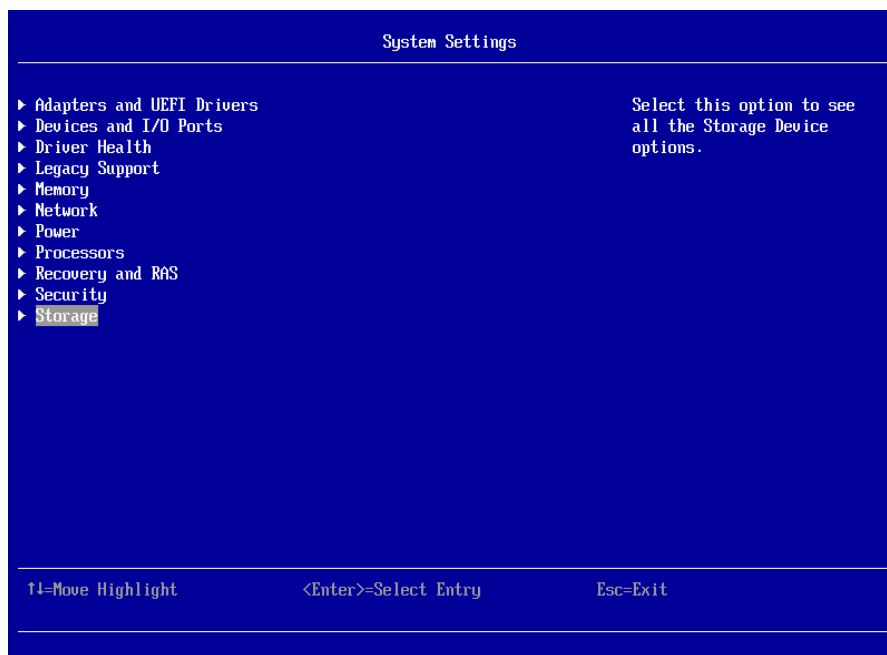 System Settings
▶ Adapters and UEFI Drivers
▶ Devices and I/O Ports
▶ Driver Health
▶ Legacy Support
▶ Memory
▶ Network
▶ Power
▶ Processors
▶ Recovery and RAS
▶ Security
▶ Storage
Select this option to see
all the Storage Device
options.
↑↓=Move Highlight <Enter>=Select Entry Esc=Exit